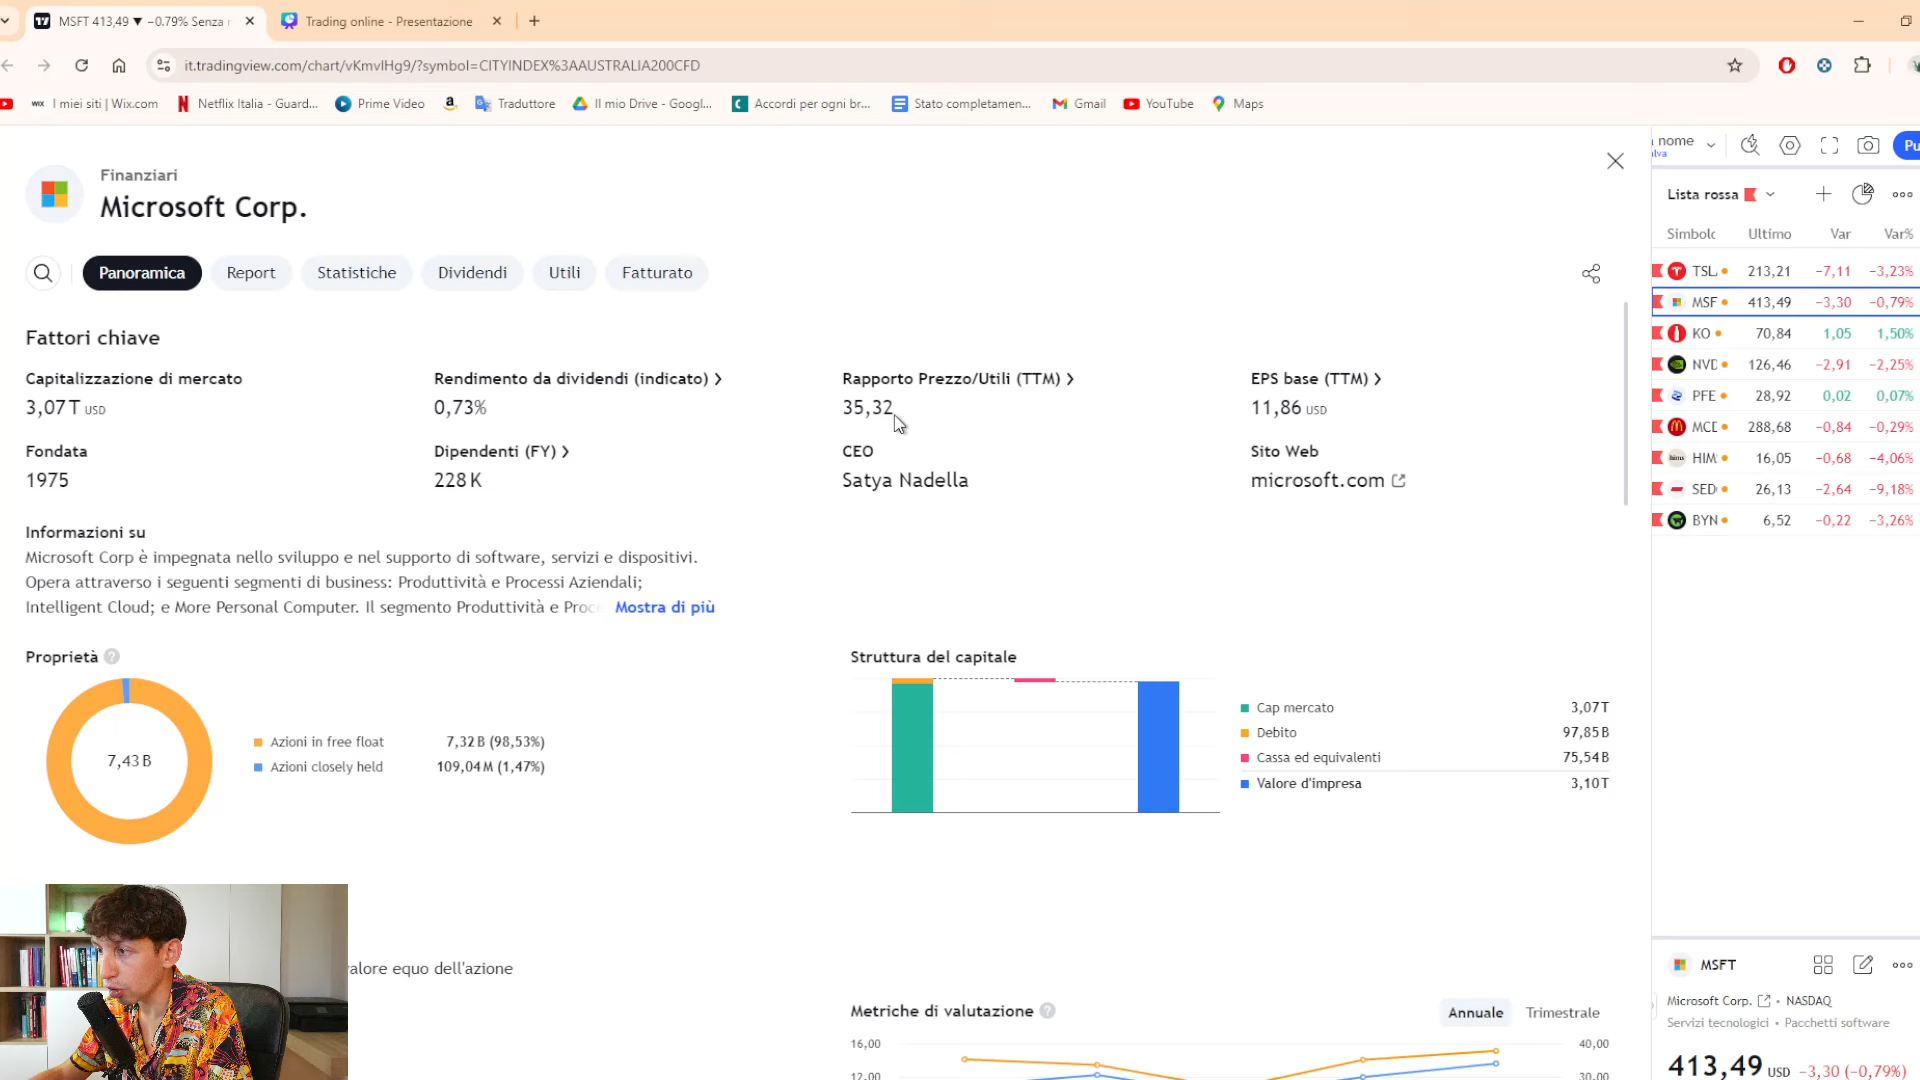 MSFT 413,49 ▼ −0.79% Senza
Trading online - Presentazione
it.tradingview.com/chart/vKmvIHg9/?symbol=CITYINDEX%3AAUSTRALIA200CFD
I miei siti | Wix.com
Netflix Italia - Guard...
Prime Video
Traduttore
Il mio Drive - Googl...
Accordi per ogni br...
Stato completamen...
Gmail
YouTube
Maps
nome
Finanziari
Microsoft Corp.
Panoramica
Report
Statistiche
Dividendi
Utili
Fatturato
Fattori chiave
Capitalizzazione di mercato
3,07 T USD
Rendimento da dividendi (indicato)
0,73%
Rapporto Prezzo/Utili (TTM)
35,32
EPS base (TTM)
11,86 USD
Fondata
1975
Dipendenti (FY)
228 K
CEO
Satya Nadella
Sito Web
microsoft.com
Informazioni su
Microsoft Corp è impegnata nello sviluppo e nel supporto di software, servizi e dispositivi.
Opera attraverso i seguenti segmenti di business: Produttività e Processi Aziendali;
Intelligent Cloud; e More Personal Computer. Il segmento Produttività e Proc Mostra di più
Proprietà
7,43 B
Azioni in free float 7,32 B (98,53%)
Azioni closely held 109,04 M (1,47%)
Struttura del capitale
Cap mercato 3,07 T
Debito 97,85 B
Cassa ed equivalenti 75,54 B
Valore d'impresa 3,10 T
valore equo dell'azione
Metriche di valutazione
Annuale
Trimestrale
16,00
40,00
12,00
30,00
Lista rossa
Simbolo Ultimo Var Var%
TSL 213,21 −7,11 −3,23%
MSF 413,49 −3,30 −0,79%
KO 70,84 1,05 1,50%
NVD 126,46 −2,91 −2,25%
PFE 28,92 0,02 0,07%
MCD 288,68 −0,84 −0,29%
HIM 16,05 −0,68 −4,06%
SED 26,13 −2,64 −9,18%
BYN 6,52 −0,22 −3,26%
MSFT
Microsoft Corp. • NASDAQ
Servizi tecnologici • Pacchetti software
413,49 USD −3,30 (−0,79%)